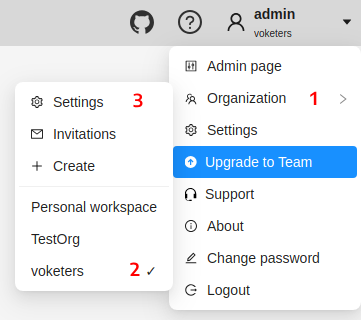 admin
voketers
Admin page
Organization 1
Settings
Upgrade to Team
Support
About
Change password
Logout
Settings 3
Invitations
Create
Personal workspace
TestOrg
voketers 2